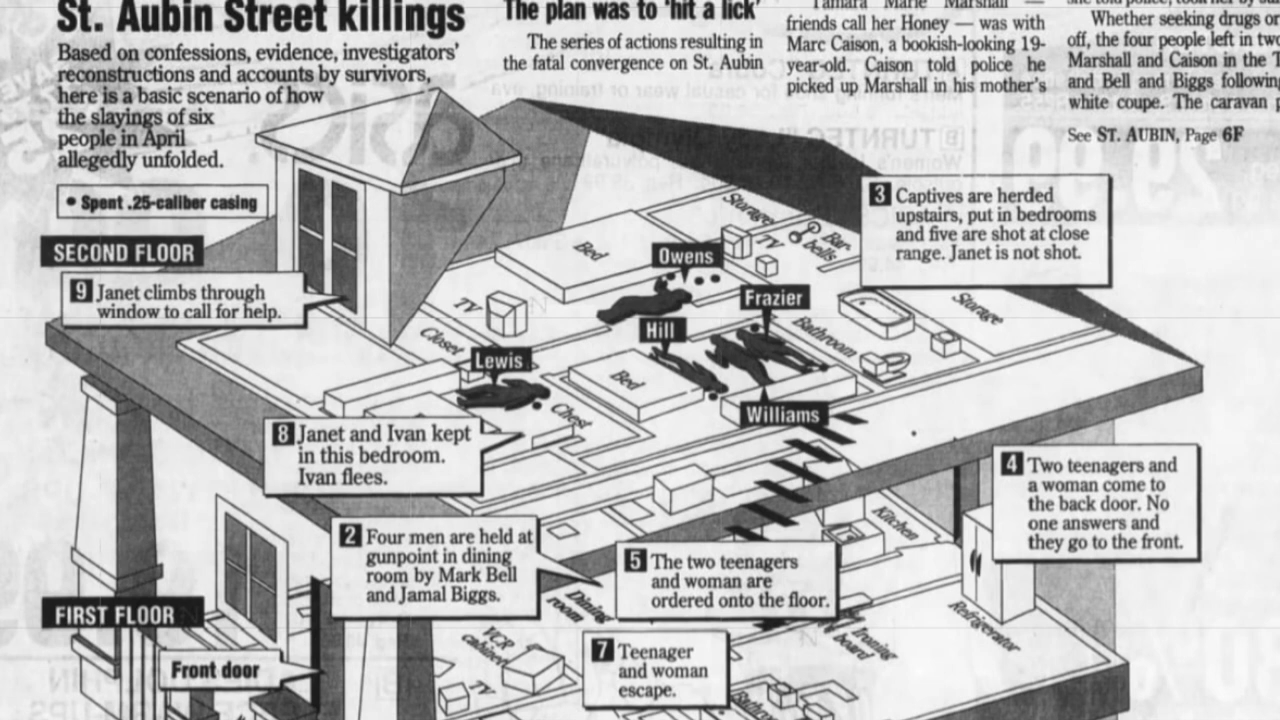 St. Aubin Street killings
Based on confessions, evidence, investigators'
reconstructions and accounts by survivors,
here is a basic scenario of how
the slayings of six
people in April
allegedly unfolded.
• Spent .25-caliber casing
The plan was to 'hit a lick'
The series of actions resulting in
the fatal convergence on St. Aubin
Tamara Marie Marshall —
friends call her Honey — was with
Marc Caison, a bookish-looking 19-
year-old. Caison told police he
picked up Marshall in his mother's
Whether seeking drugs or
off, the four people left in two
Marshall and Caison in the
and Bell and Biggs following
white coupe. The caravan
See ST. AUBIN, Page 6F
SECOND FLOOR
9 Janet climbs through
window to call for help.
3 Captives are herded
upstairs, put in bedrooms
and five are shot at close
range. Janet is not shot.
Storage
TV
Bar-
bells
Bed
Owens
Frazier
Hill
TV
Closet
Lewis
Bed
Bathroom
Storage
Williams
Chest
8 Janet and Ivan kept
in this bedroom.
Ivan flees.
4 Two teenagers and
a woman come to
the back door. No
one answers and
they go to the front.
2 Four men are held at
gunpoint in dining
room by Mark Bell
and Jamal Biggs.
5 The two teenagers
and woman are
ordered onto the floor.
Kitchen
FIRST FLOOR
Dining
room
Ironing
board
Refrigerator
VCR
cabinet
TV
Front door
7 Teenager
and woman
escape.